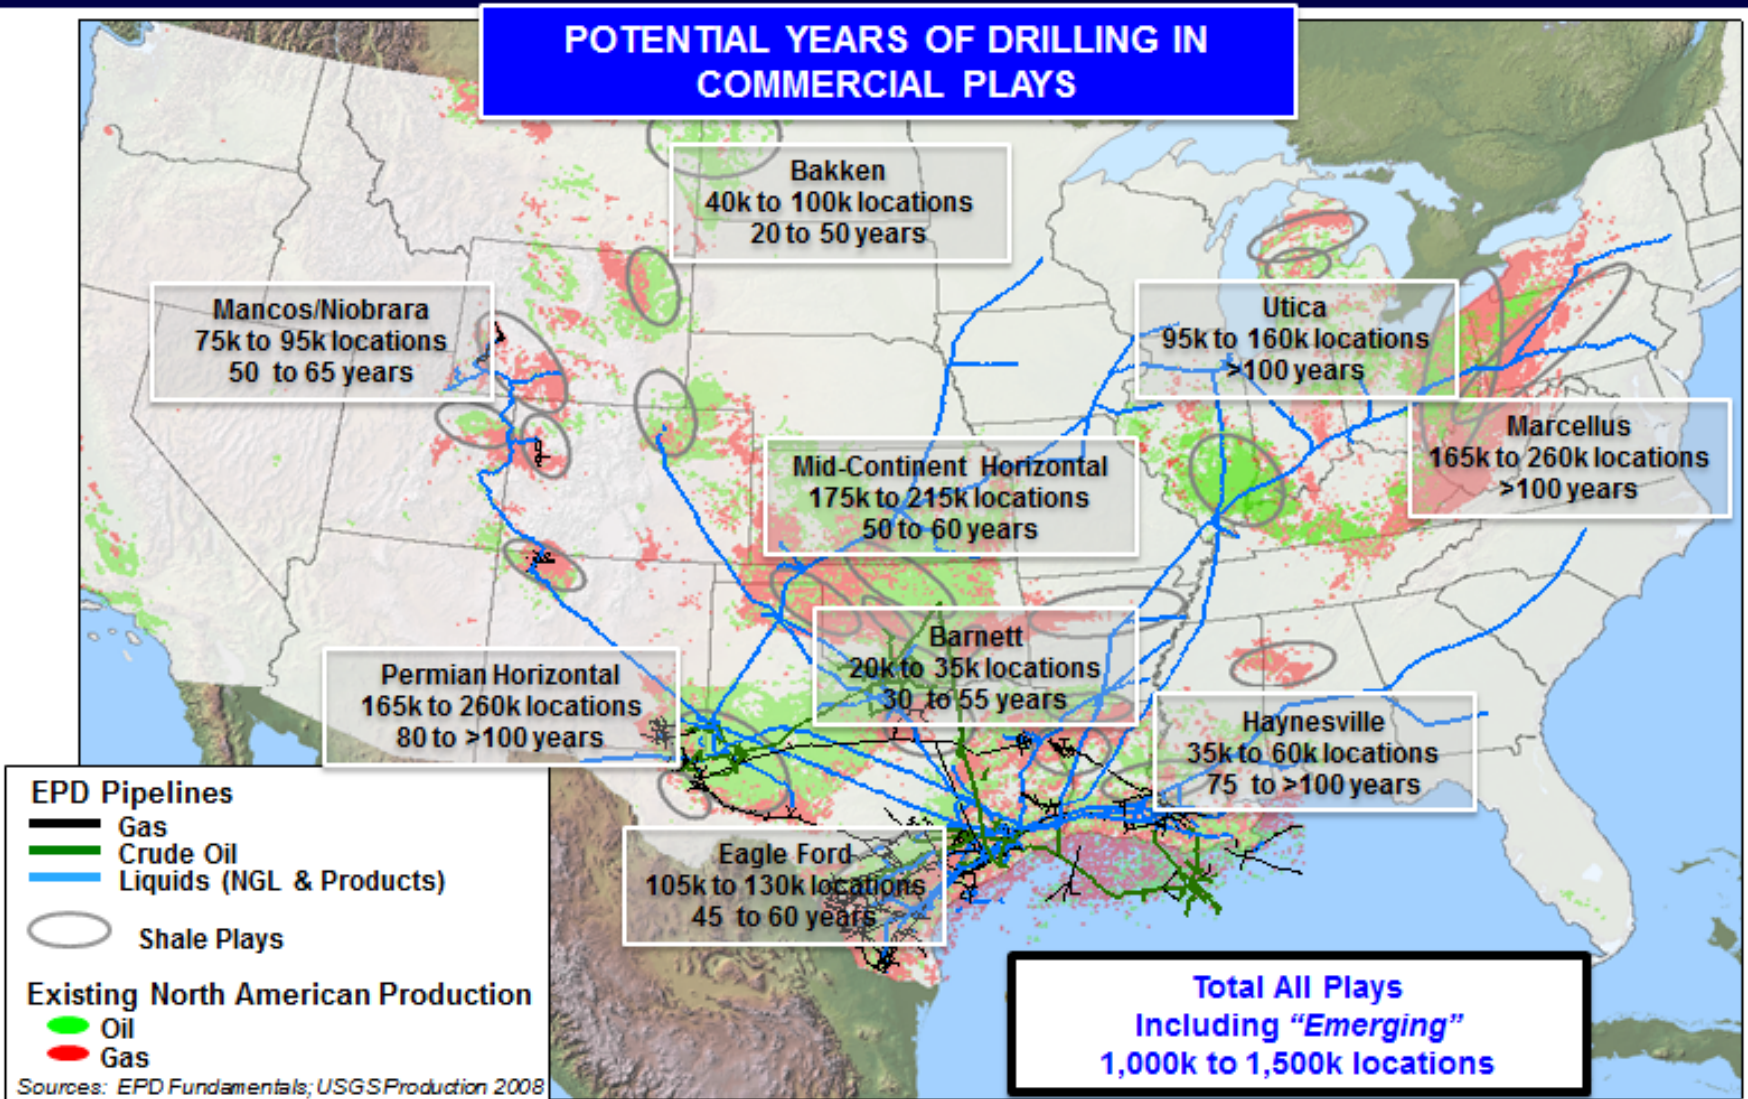 POTENTIAL YEARS OF DRILLING IN
COMMERCIAL PLAYS
Bakken
40k to 100k locations
20 to 50 years
Mancos/Niobrara
75k to 95k locations
50 to 65 years
Utica
95k to 160k locations
>100 years
Marcellus
165k to 260k locations
>100 years
Mid-Continent Horizontal
175k to 215k locations
50 to 60 years
Barnett
20k to 35k locations
30 to 55 years
Permian Horizontal
165k to 260k locations
80 to >100 years
Haynesville
35k to 60k locations
75 to >100 years
Eagle Ford
105k to 130k locations
45 to 60 years
EPD Pipelines
Gas
Crude Oil
Liquids (NGL & Products)
Shale Plays
Existing North American Production
Oil
Gas
Sources: EPD Fundamentals; USGS Production 2008
Total All Plays
Including “Emerging”
1,000k to 1,500k locations